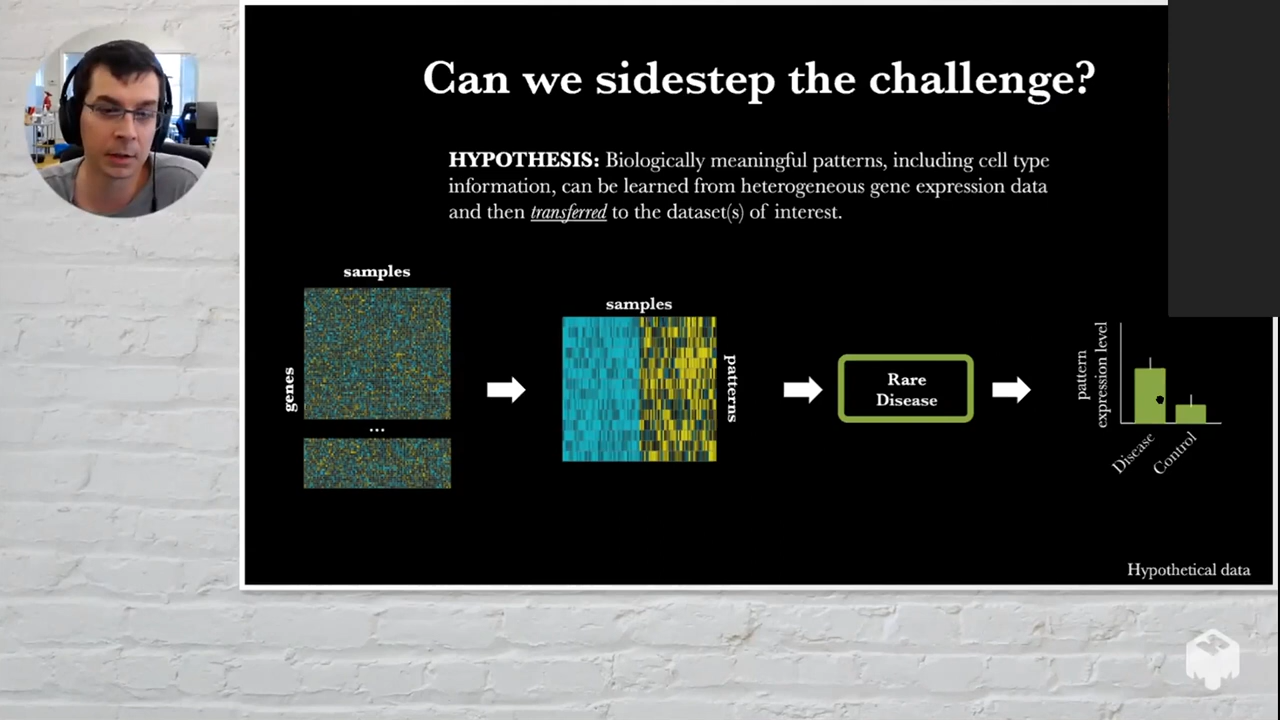 Can we sidestep the challenge?
HYPOTHESIS: Biologically meaningful patterns, including cell type
information, can be learned from heterogeneous gene expression data
and then transferred to the dataset(s) of interest.
samples
genes
...
samples
patterns
Rare
Disease
pattern
expression level
Disease
Control
Hypothetical data